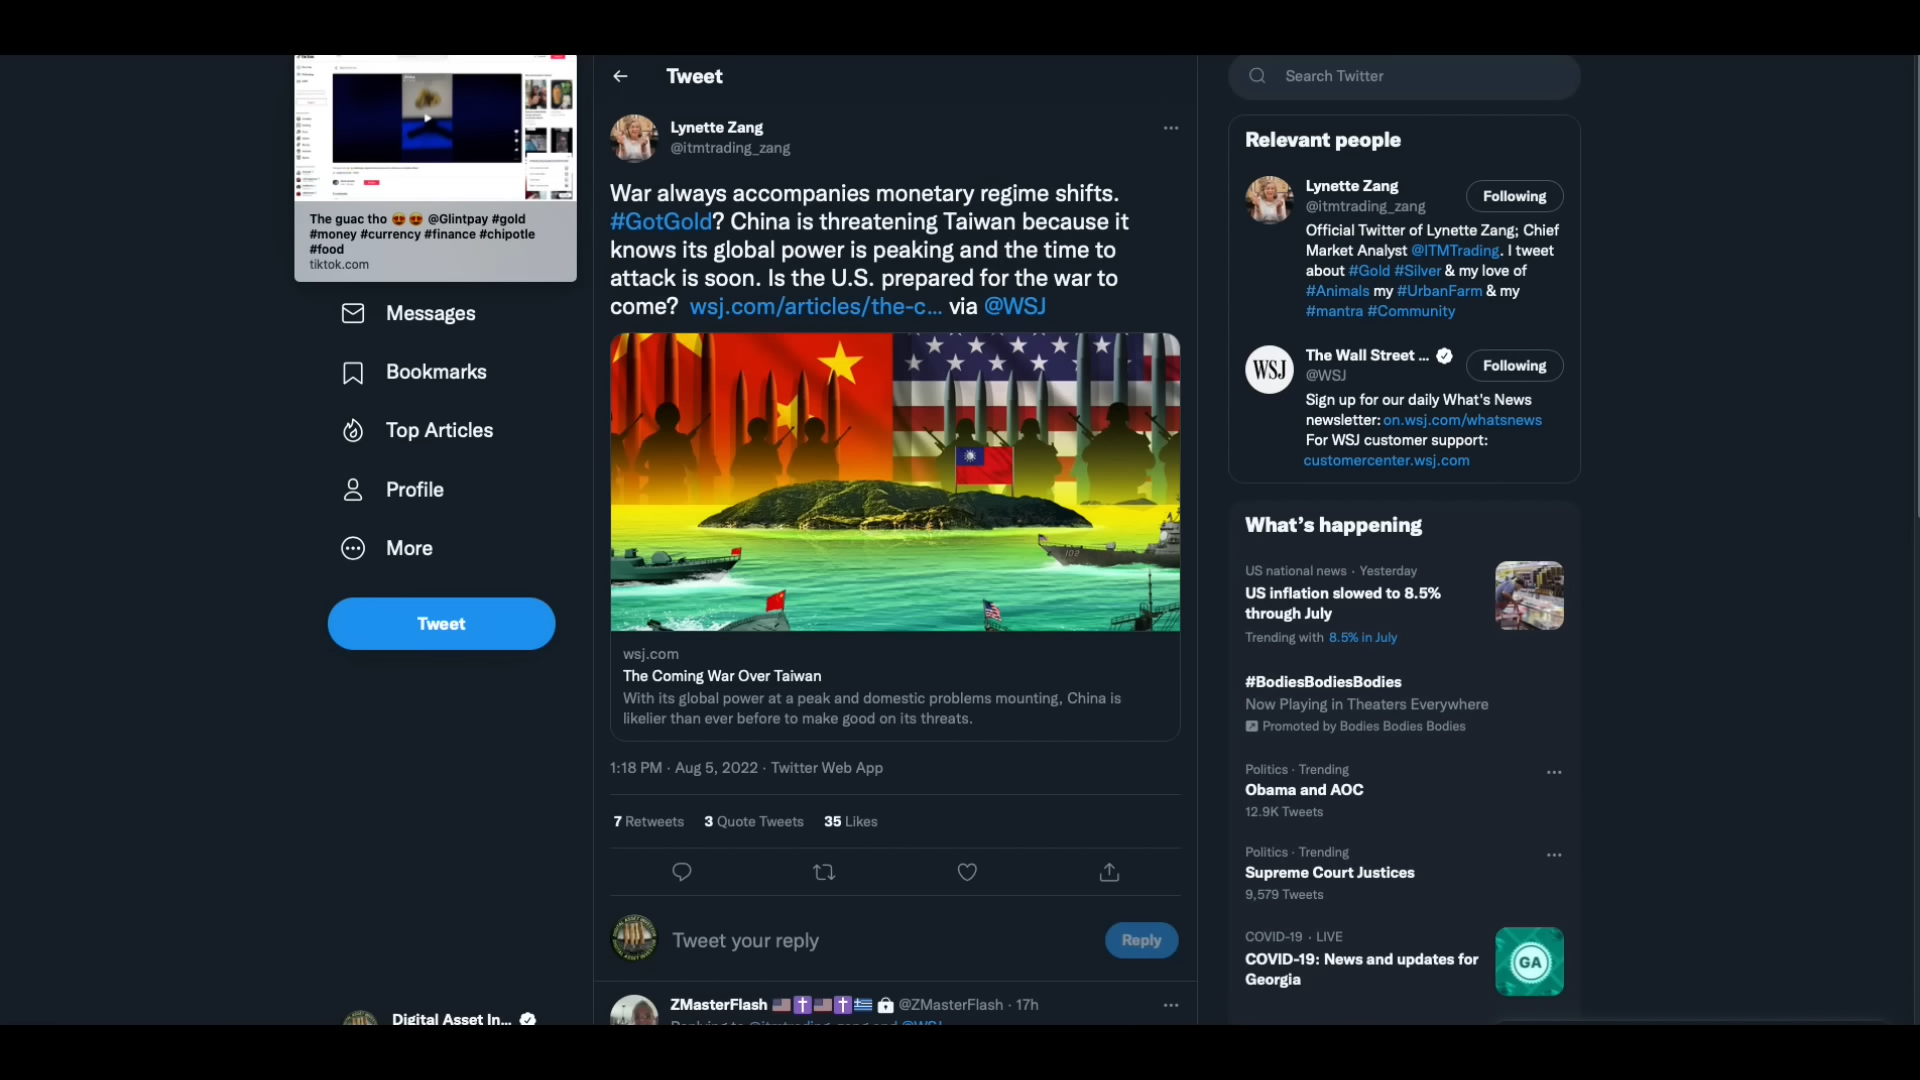 The guac tho 😍😍 @Glintpay #gold
#money #currency #finance #chipotle
#food
tiktok.com
Messages
Bookmarks
Top Articles
Profile
More
Tweet
Digital Asset In...
Tweet
Lynette Zang
@itmtrading_zang
War always accompanies monetary regime shifts.
#GotGold? China is threatening Taiwan because it
knows its global power is peaking and the time to
attack is soon. Is the U.S. prepared for the war to
come? wsj.com/articles/the-c... via @WSJ
102
wsj.com
The Coming War Over Taiwan
With its global power at a peak and domestic problems mounting, China is
likelier than ever before to make good on its threats.
1:18 PM · Aug 5, 2022 · Twitter Web App
7 Retweets 3 Quote Tweets 35 Likes
Tweet your reply
Reply
ZMasterFlash 🇺🇸✝️🇺🇸✝️🇬🇷 @ZMasterFlash · 17h
Replying to @itmtrading_zang and @WSJ
Search Twitter
Relevant people
Lynette Zang
@itmtrading_zang
Following
Official Twitter of Lynette Zang; Chief
Market Analyst @ITMTrading. I tweet
about #Gold #Silver & my love of
#Animals my #UrbanFarm & my
#mantra #Community
WSJ
The Wall Street ...
@WSJ
Following
Sign up for our daily What's News
newsletter: on.wsj.com/whatsnews
For WSJ customer support:
customercenter.wsj.com
What's happening
US national news · Yesterday
US inflation slowed to 8.5%
through July
Trending with 8.5% in July
#BodiesBodiesBodies
Now Playing in Theaters Everywhere
Promoted by Bodies Bodies Bodies
Politics · Trending
Obama and AOC
12.9K Tweets
Politics · Trending
Supreme Court Justices
9,579 Tweets
COVID-19 · LIVE
COVID-19: News and updates for
Georgia
GA